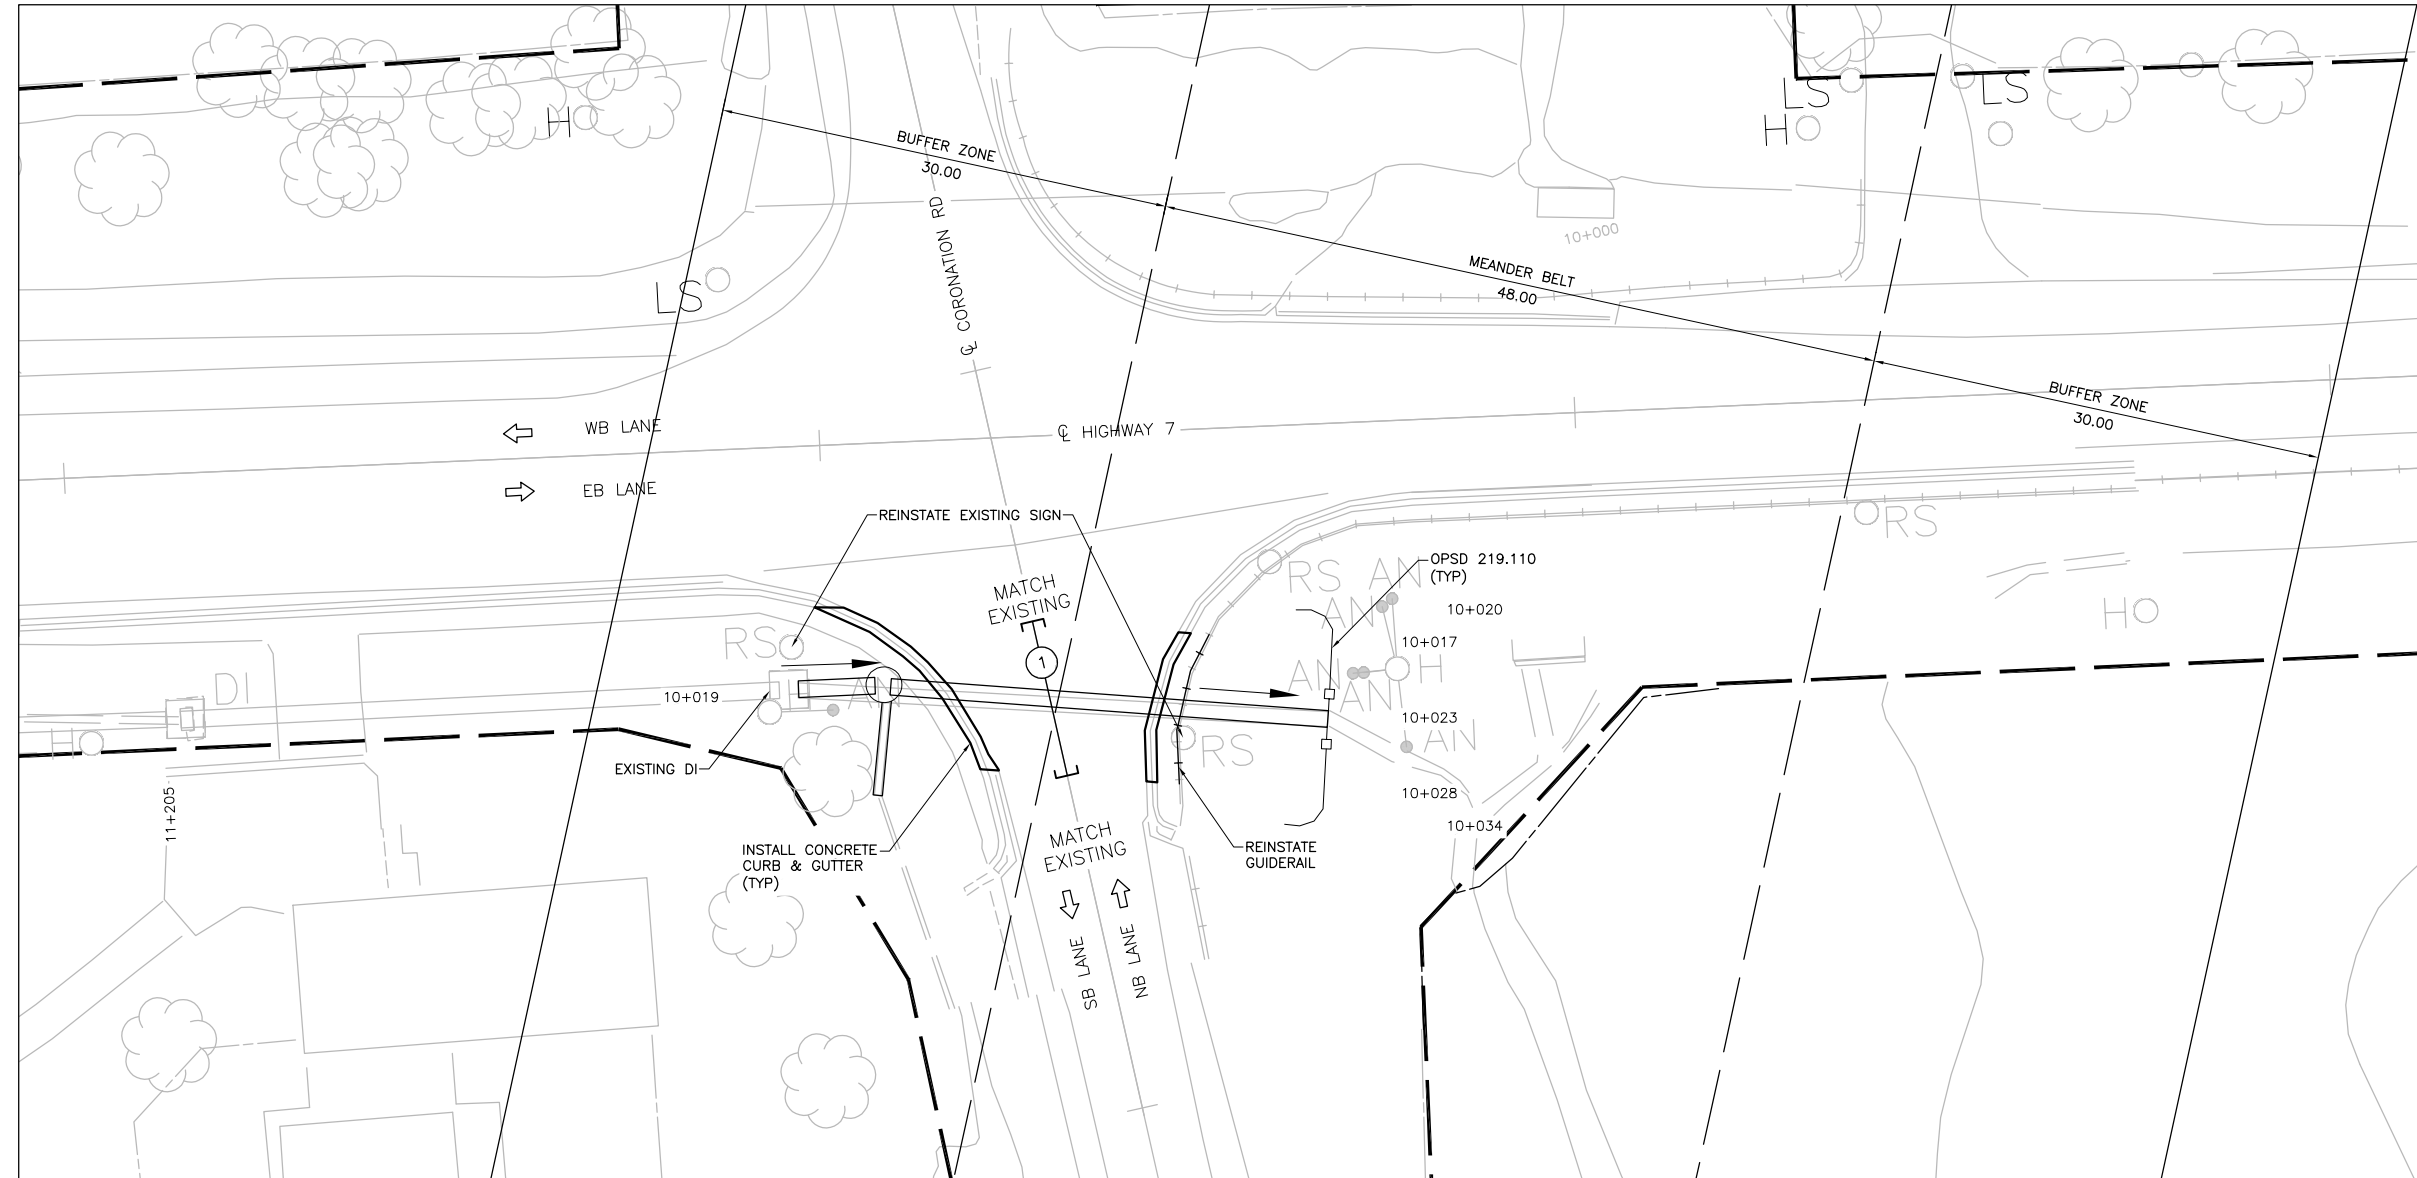 LS
LS
H
H
BUFFER ZONE
30.00
℄ CORONATION RD
10+000
MEANDER BELT
48.00
LS
BUFFER ZONE
30.00
WB LANE
℄ HIGHWAY 7
EB LANE
REINSTATE EXISTING SIGN
RS
OPSD 219.110
(TYP)
RS
AN
MATCH
EXISTING
AN
10+020
H
RS
1
10+017
AN
H
DI
10+019
AN
AN
10+023
AN
H
RS
EXISTING DI
10+028
11+205
10+034
MATCH
EXISTING
INSTALL CONCRETE
CURB & GUTTER
(TYP)
REINSTATE
GUIDERAIL
SB LANE
NB LANE